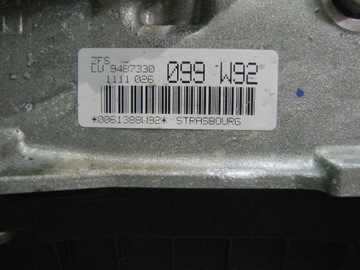 ZFS
LU 9487330 099 W92
1111 026
*0061388W92* STRASBOURG